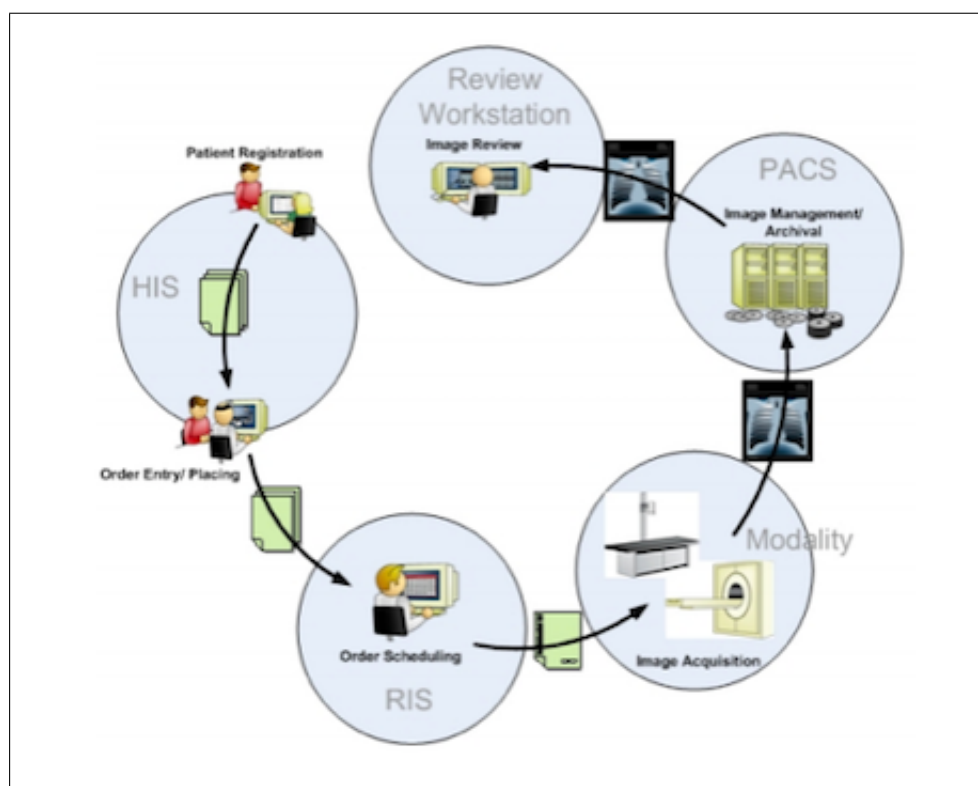 Patient Registration
HIS
Order Entry/ Placing
Order Scheduling
RIS
Modality
Image Acquisition
PACS
Image Management/
Archival
Review
Workstation
Image Review